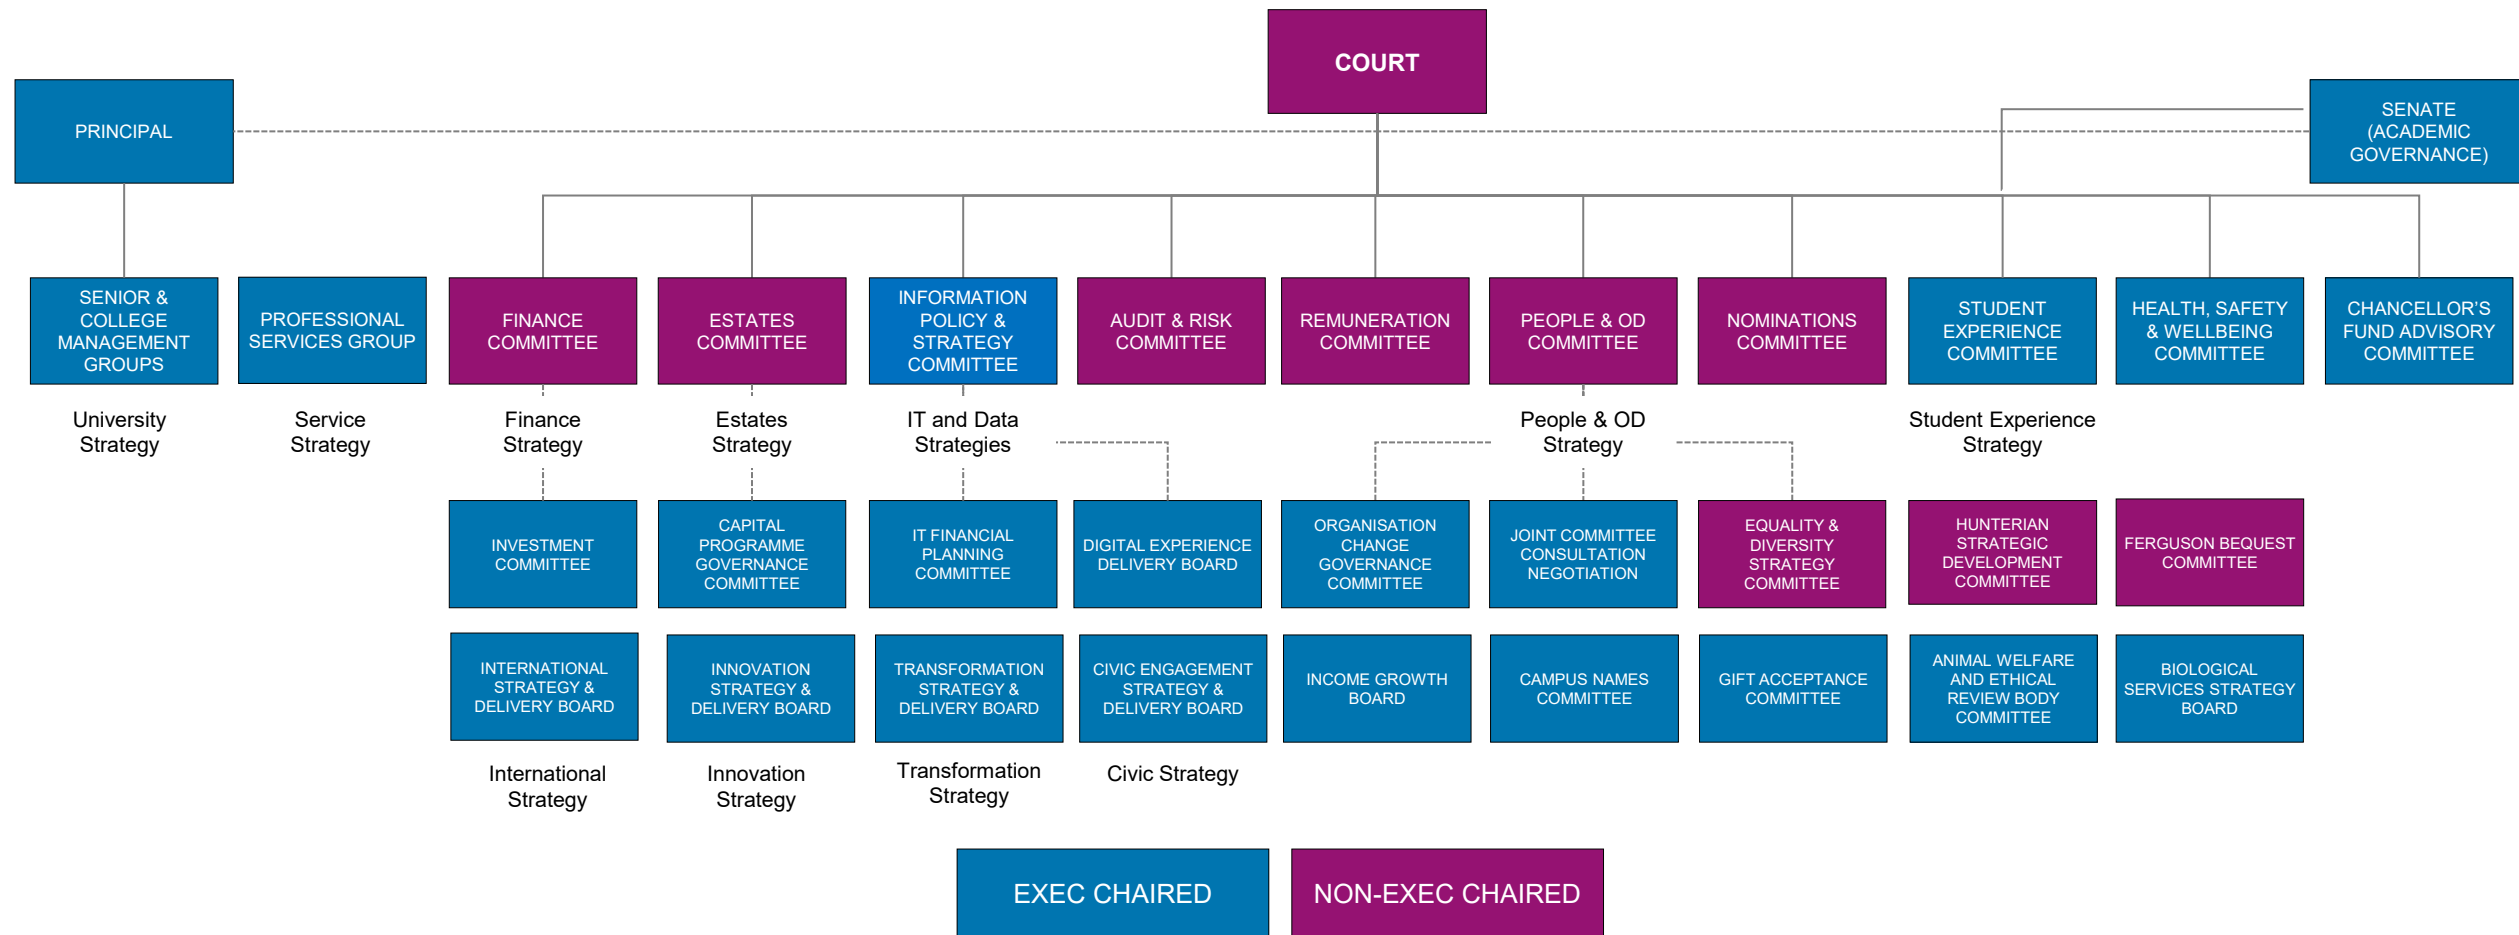 COURT
PRINCIPAL
SENATE
(ACADEMIC
GOVERNANCE)
SENIOR &
COLLEGE
MANAGEMENT
GROUPS
PROFESSIONAL
SERVICES GROUP
FINANCE
COMMITTEE
ESTATES
COMMITTEE
INFORMATION
POLICY &
STRATEGY
COMMITTEE
AUDIT & RISK
COMMITTEE
REMUNERATION
COMMITTEE
PEOPLE & OD
COMMITTEE
NOMINATIONS
COMMITTEE
STUDENT
EXPERIENCE
COMMITTEE
HEALTH, SAFETY
& WELLBEING
COMMITTEE
CHANCELLOR'S
FUND ADVISORY
COMMITTEE
University
Strategy
Service
Strategy
Finance
Strategy
Estates
Strategy
IT and Data
Strategies
People & OD
Strategy
Student Experience
Strategy
INVESTMENT
COMMITTEE
CAPITAL
PROGRAMME
GOVERNANCE
COMMITTEE
IT FINANCIAL
PLANNING
COMMITTEE
DIGITAL EXPERIENCE
DELIVERY BOARD
ORGANISATION
CHANGE
GOVERNANCE
COMMITTEE
JOINT COMMITTEE
CONSULTATION
NEGOTIATION
EQUALITY &
DIVERSITY
STRATEGY
COMMITTEE
HUNTERIAN
STRATEGIC
DEVELOPMENT
COMMITTEE
FERGUSON BEQUEST
COMMITTEE
INTERNATIONAL
STRATEGY &
DELIVERY BOARD
INNOVATION
STRATEGY &
DELIVERY BOARD
TRANSFORMATION
STRATEGY &
DELIVERY BOARD
CIVIC ENGAGEMENT
STRATEGY &
DELIVERY BOARD
INCOME GROWTH
BOARD
CAMPUS NAMES
COMMITTEE
GIFT ACCEPTANCE
COMMITTEE
ANIMAL WELFARE
AND ETHICAL
REVIEW BODY
COMMITTEE
BIOLOGICAL
SERVICES STRATEGY
BOARD
International
Strategy
Innovation
Strategy
Transformation
Strategy
Civic Strategy
EXEC CHAIRED
NON-EXEC CHAIRED